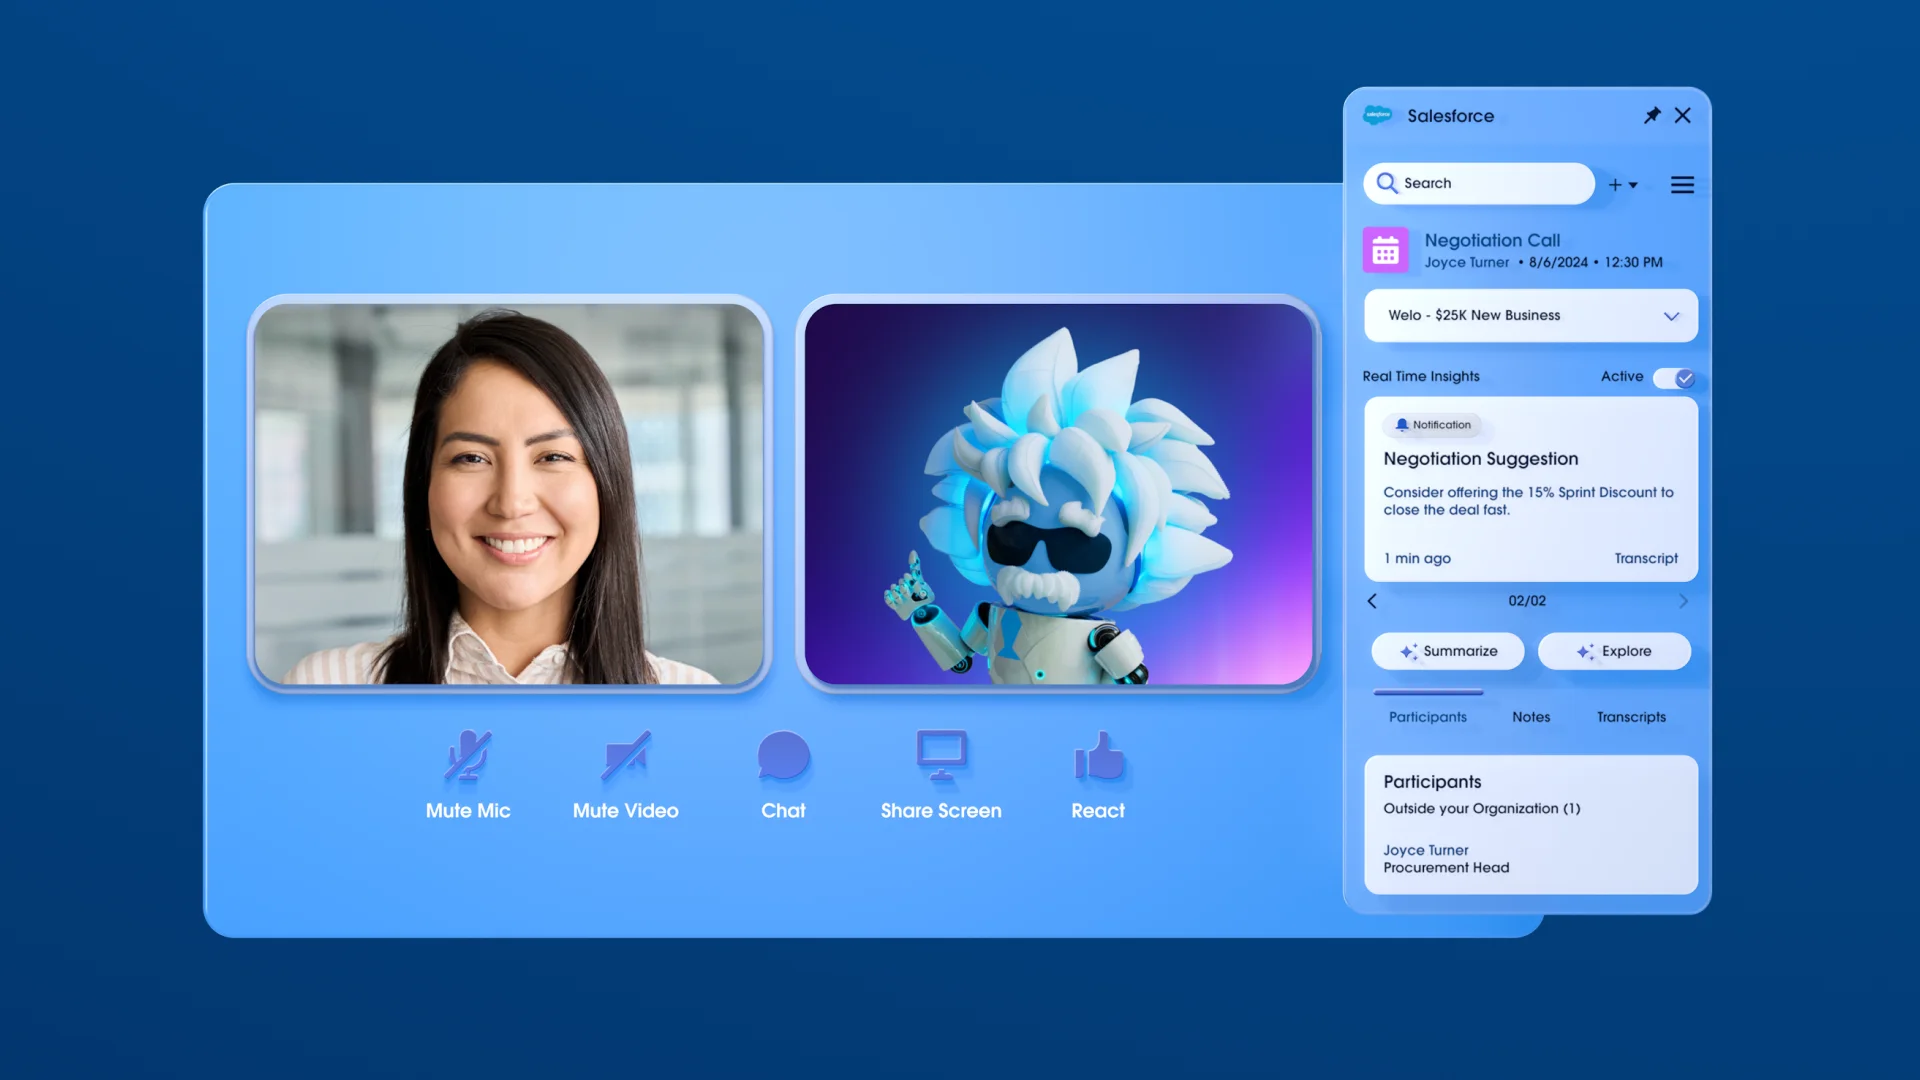 salesforce
Salesforce
Search
Negotiation Call
Joyce Turner • 8/6/2024 • 12:30 PM
Welo - $25K New Business
Real Time Insights
Active
Notification
Negotiation Suggestion
Consider offering the 15% Sprint Discount to
close the deal fast.
1 min ago
Transcript
02/02
Summarize
Explore
Participants
Notes
Transcripts
Participants
Outside your Organization (1)
Joyce Turner
Procurement Head
Mute Mic
Mute Video
Chat
Share Screen
React